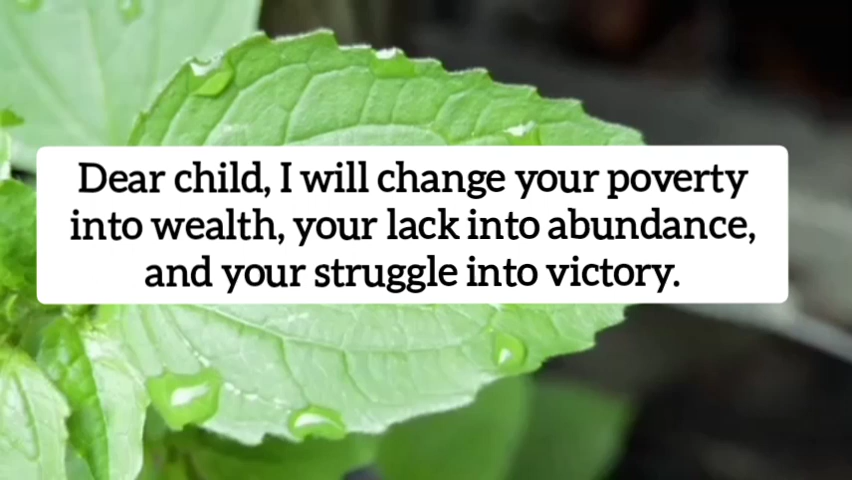 Dear child, I will change your poverty
into wealth, your lack into abundance,
and your struggle into victory.